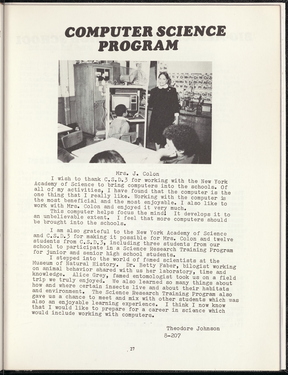 COMPUTER SCIENCE
PROGRAM
Mrs. J. Colon
I wish to thank C.S.D.3 for working with the New York
Academy of Science to bring computers into the schools. Of
all of my activities, I have found that the computer is the
one thing that I really like. Working with the computer is
the most beneficial and the most enjoyable. I also like to
work with Mrs. Colon and enjoyed it very much.
This computer helps focus the mind! It develops it to
an unbelievable extent. I feel that more computers should
be brought into the schools.
I am also grateful to the New York Academy of Science
and C.S.D.3 for making it possible for Mrs. Colon and twelve
students from C.S.D.3, including three students from our
school to participate in a Science Research Training Program
for junior and senior high school students.
I stepped into the world of famed scientists at the
Museum of Natural History. Dr. Betty Faber, biologist working
on animal behavior shared with us her laboratory, time and
knowledge. Alice Gray, famed entomologist took us on a field
trip we truly enjoyed. We also learned so many things about
how and where certain insects live and about their habitats
and environment. The Science Research Training Program also
gave us a chance to meet and mix with other students which was
also an enjoyable learning experience. I think I now know
that I would like to prepare for a career in science which
would include working with computers.
Theodore Johnson
8-207
27